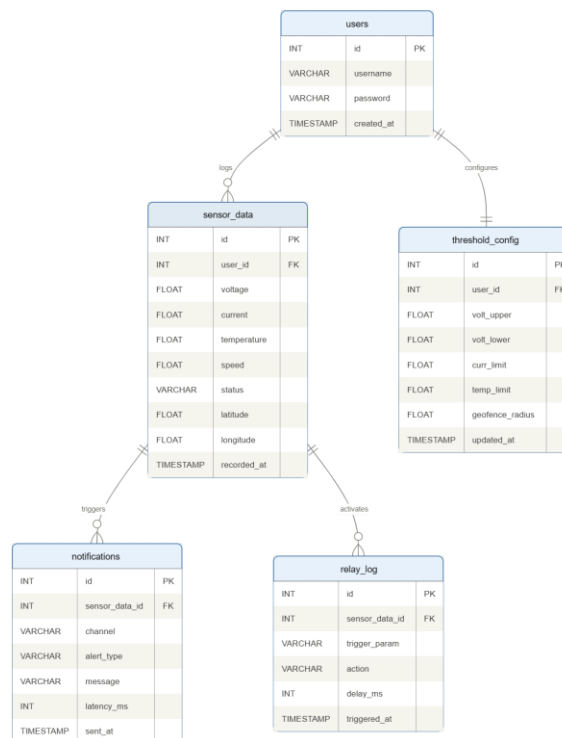 users
INT id PK
VARCHAR username
VARCHAR password
TIMESTAMP created_at
logs
configures
sensor_data
INT id PK
INT user_id FK
FLOAT voltage
FLOAT current
FLOAT temperature
FLOAT speed
VARCHAR status
FLOAT latitude
FLOAT longitude
TIMESTAMP recorded_at
threshold_config
INT id PK
INT user_id FK
FLOAT volt_upper
FLOAT volt_lower
FLOAT curr_limit
FLOAT temp_limit
FLOAT geofence_radius
TIMESTAMP updated_at
triggers
activates
notifications
INT id PK
INT sensor_data_id FK
VARCHAR channel
VARCHAR alert_type
VARCHAR message
INT latency_ms
TIMESTAMP sent_at
relay_log
INT id PK
INT sensor_data_id FK
VARCHAR trigger_param
VARCHAR action
INT delay_ms
TIMESTAMP triggered_at